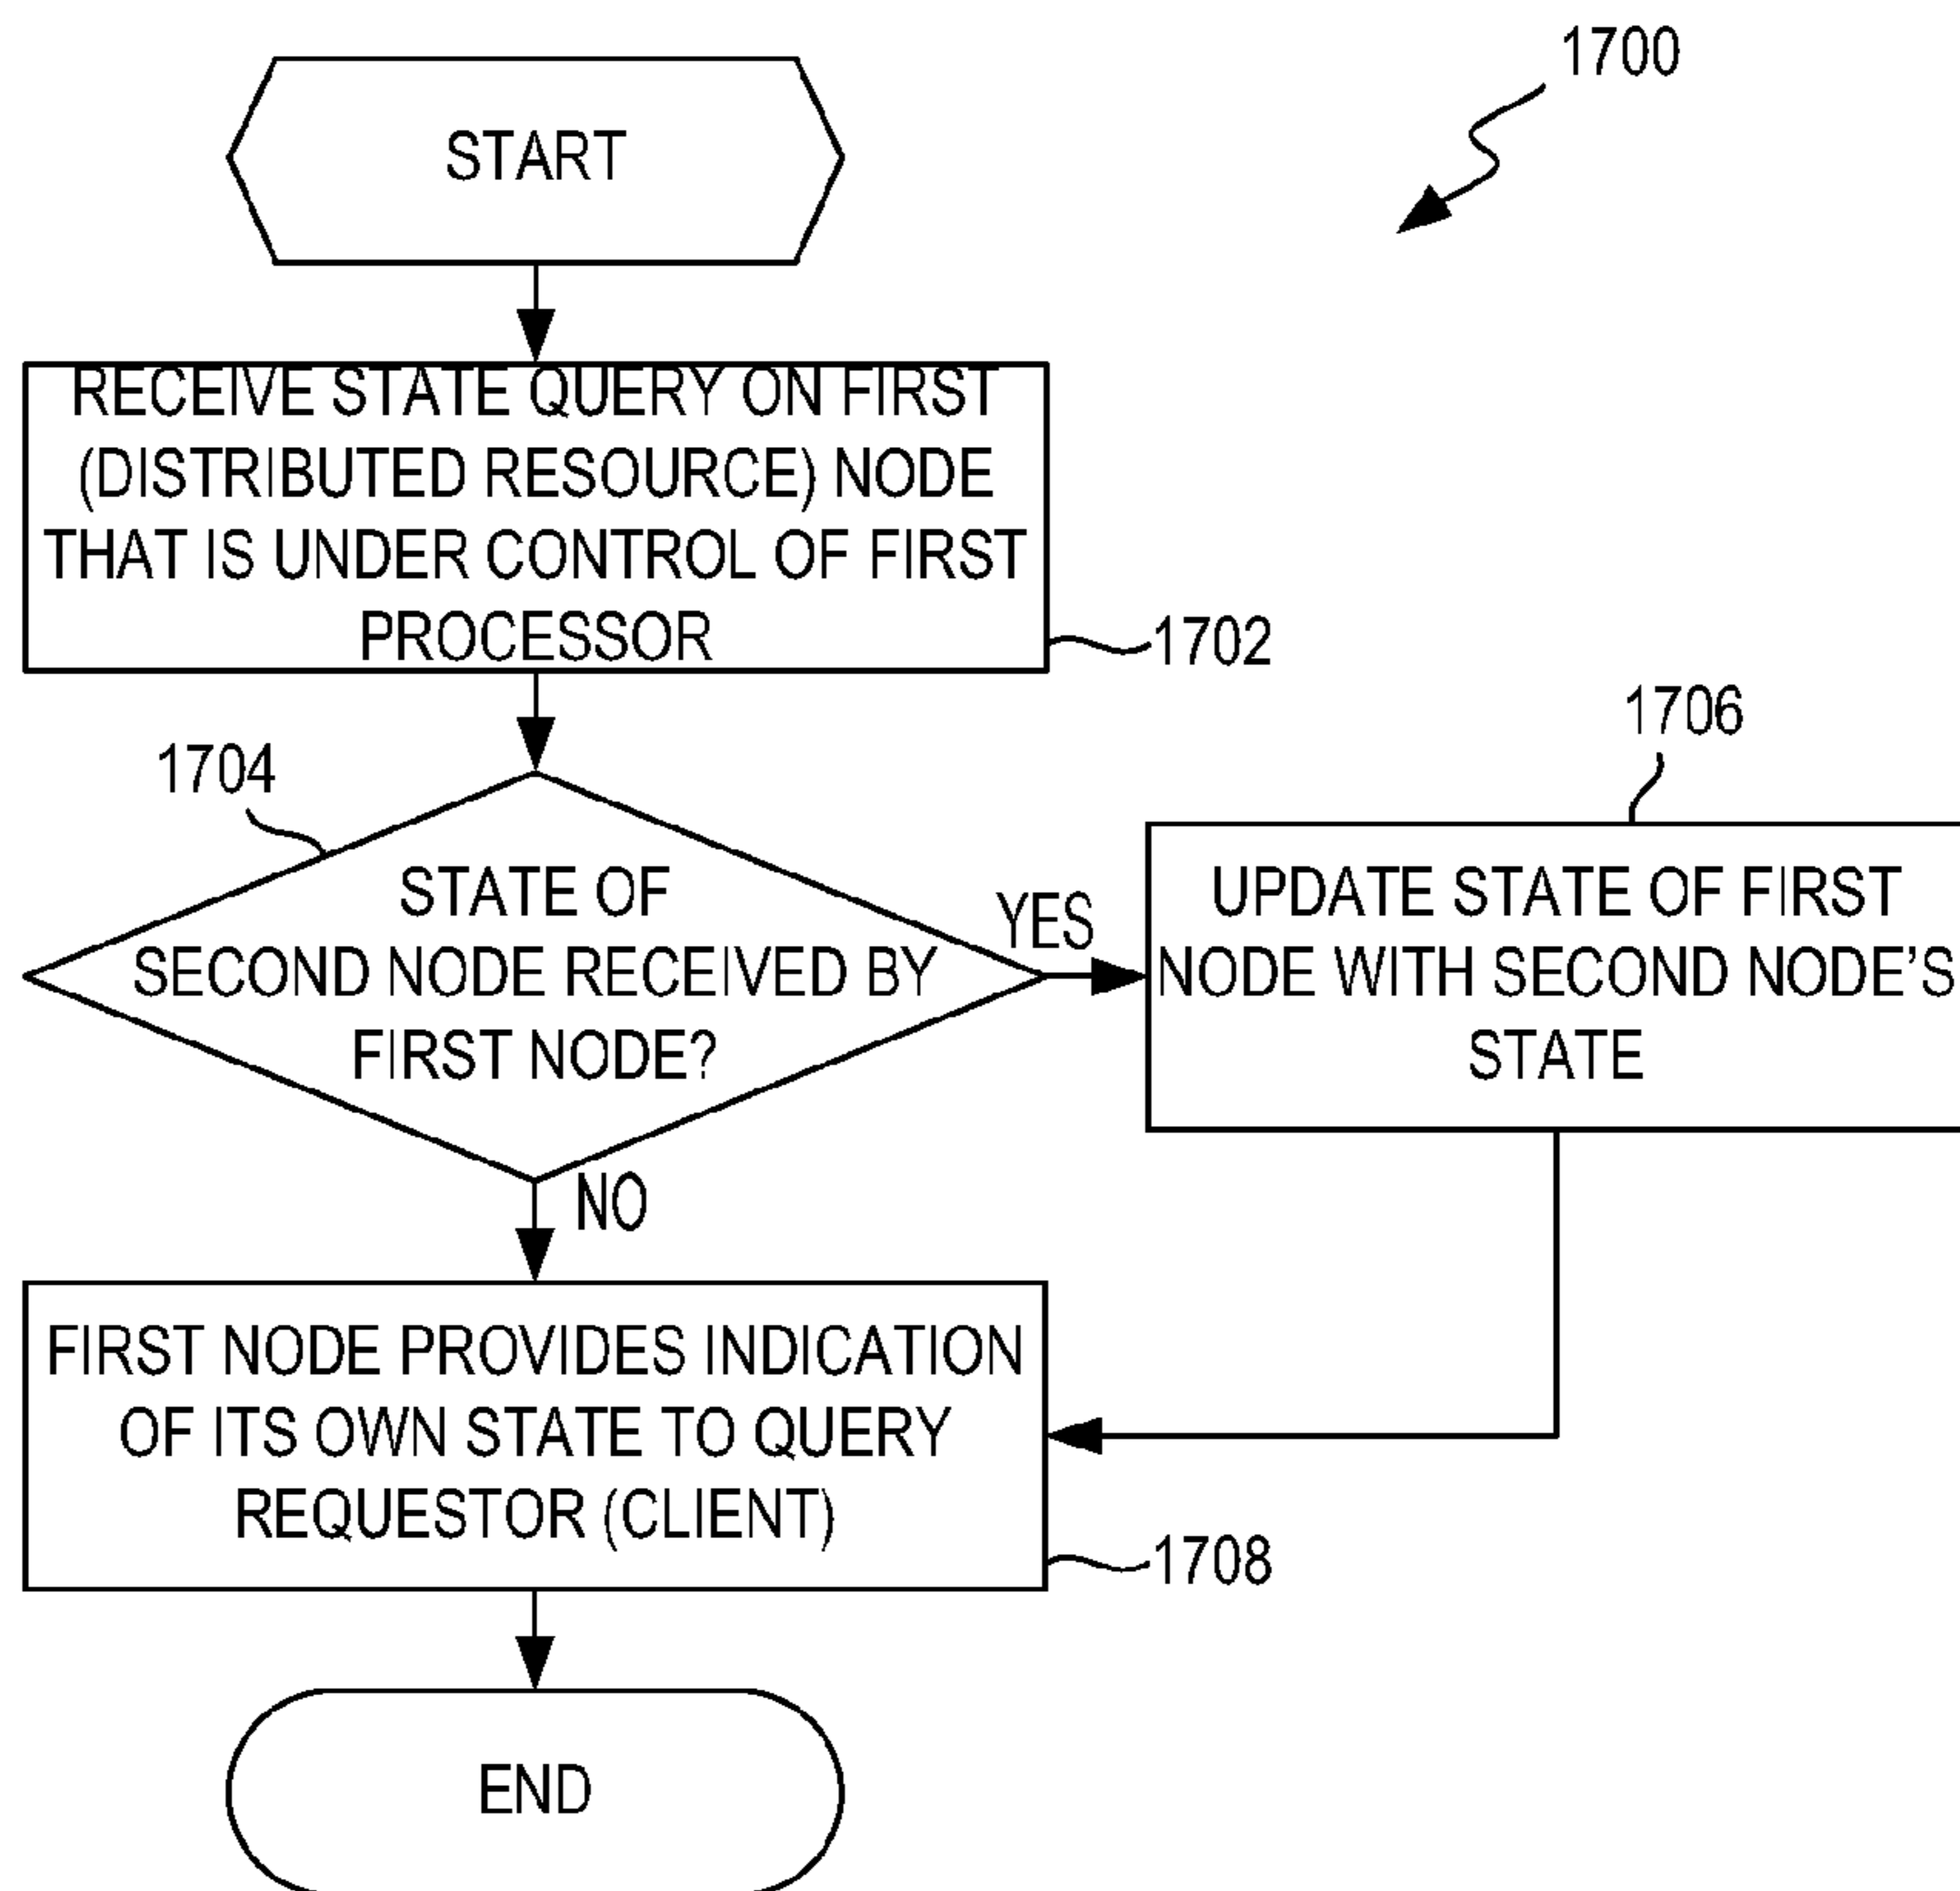 1700
START
RECEIVE STATE QUERY ON FIRST
(DISTRIBUTED RESOURCE) NODE
THAT IS UNDER CONTROL OF FIRST
PROCESSOR
1702
1704
STATE OF
SECOND NODE RECEIVED BY
FIRST NODE?
YES
1706
UPDATE STATE OF FIRST
NODE WITH SECOND NODE'S
STATE
NO
FIRST NODE PROVIDES INDICATION
OF ITS OWN STATE TO QUERY
REQUESTOR (CLIENT)
1708
END